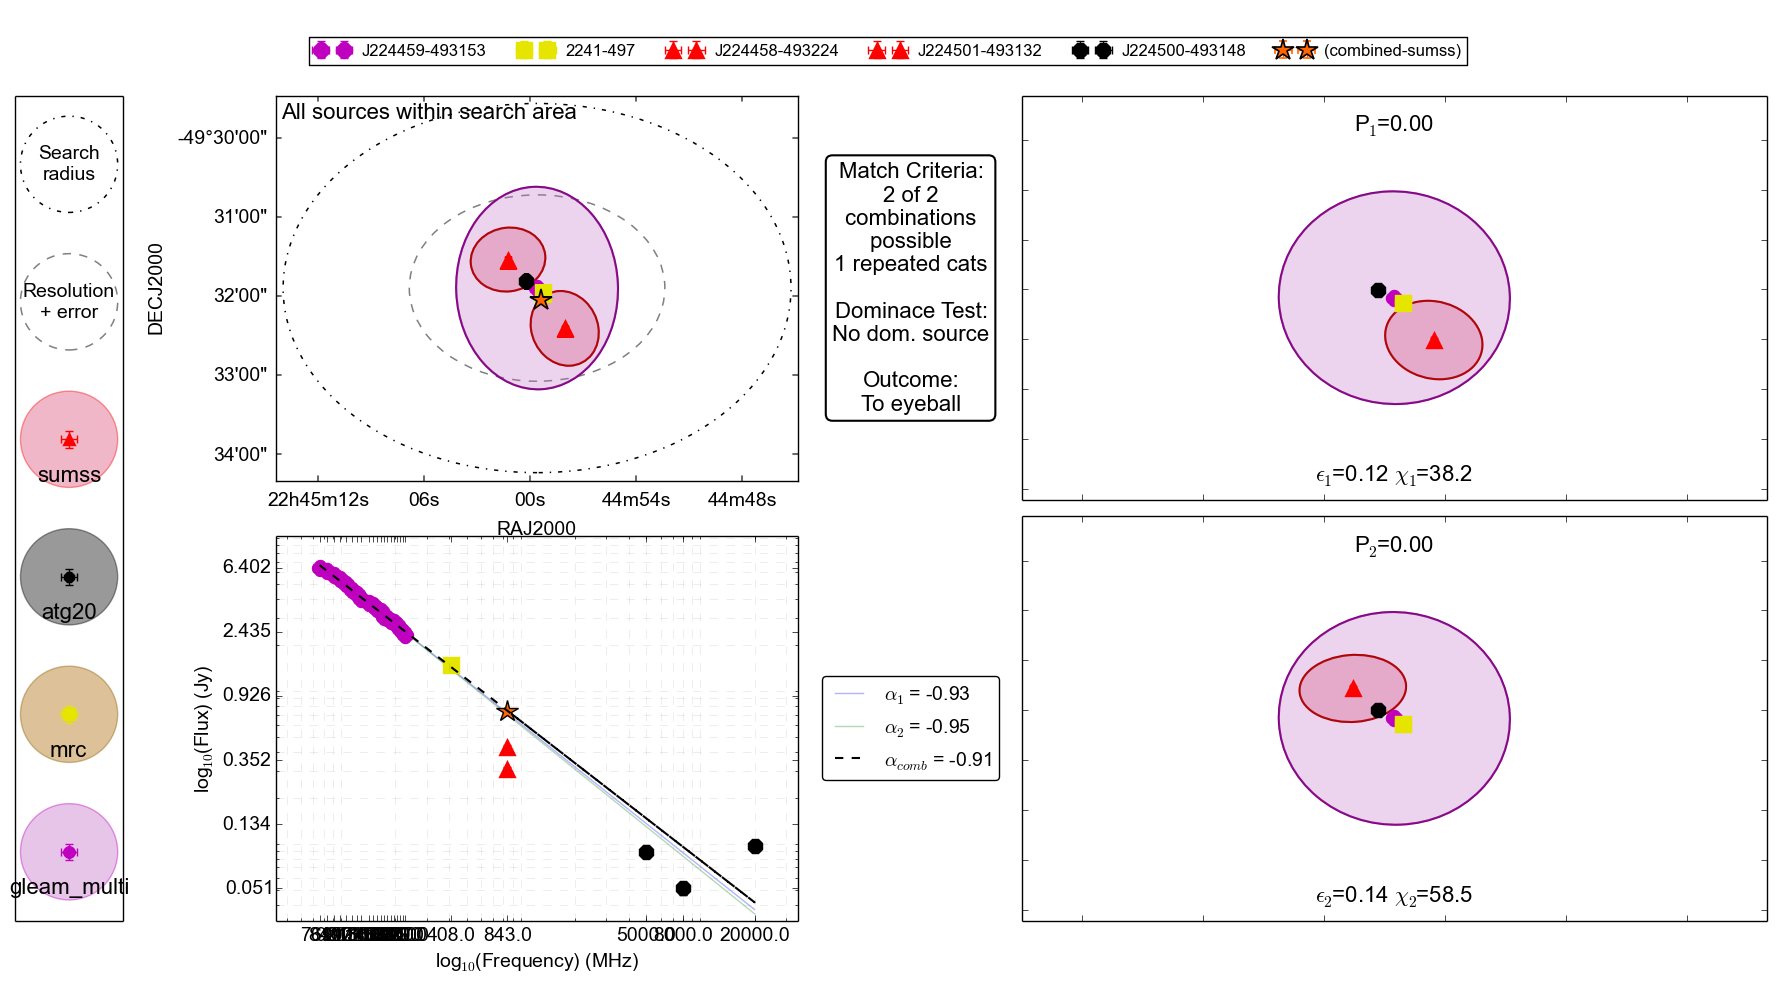 J224459-493153 2241-497 J224458-493224 J224501-493132 J224500-493148 (combined-sumss)
Search
radius
Resolution
+ error
sumss
atg20
mrc
gleam_multi
All sources within search area
DECJ2000
-49°30'00"
31'00"
32'00"
33'00"
34'00"
22h45m12s 06s 00s 44m54s 44m48s
RAJ2000
Match Criteria:
2 of 2
combinations
possible
1 repeated cats
Dominace Test:
No dom. source
Outcome:
To eyeball
P₁=0.00
ϵ₁=0.12 χ₁=38.2
log₁₀(Flux) (Jy)
6.402
2.435
0.926
0.352
0.134
0.051
408.0 843.0 5000.0 8000.0 20000.0
log₁₀(Frequency) (MHz)
α₁ = -0.93
α₂ = -0.95
α_comb = -0.91
P₂=0.00
ϵ₂=0.14 χ₂=58.5